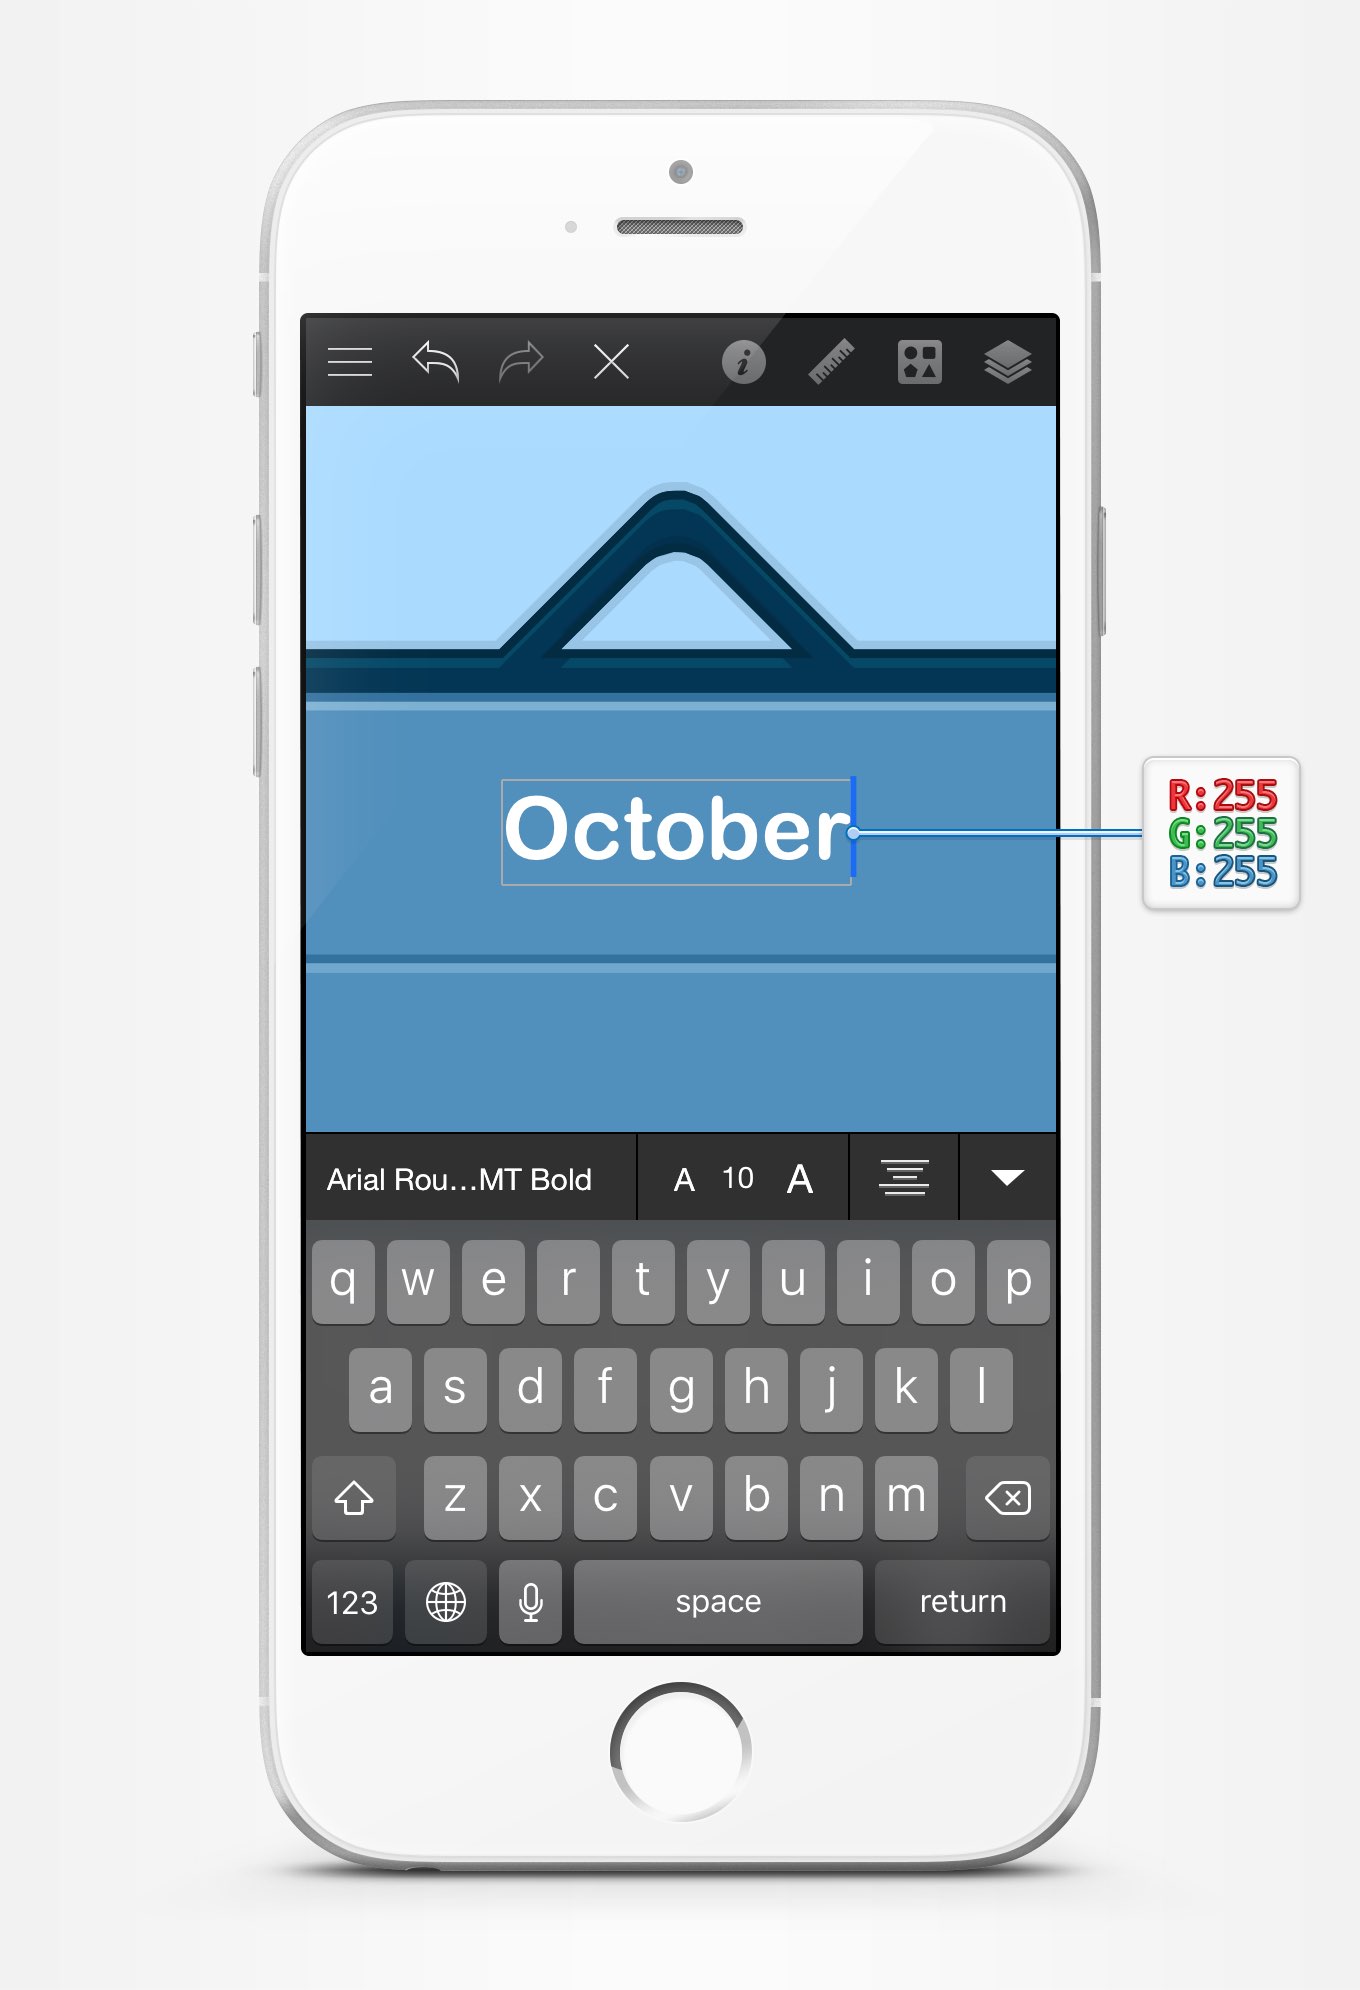 October
R:255
G:255
B:255
Arial Rou...MT Bold A 10 A
q w e r t y u i o p
a s d f g h j k l
z x c v b n m
123 space return